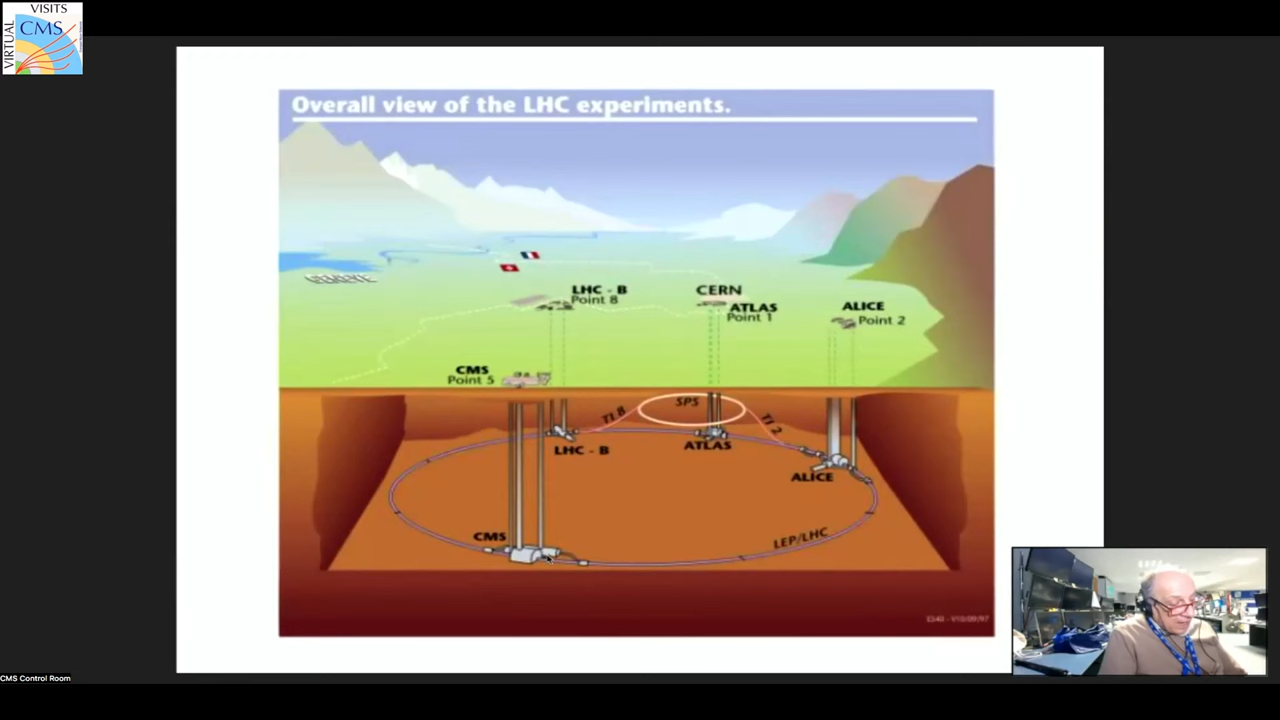 VISITS
CMS
VIRTUAL
Overall view of the LHC experiments.
GENEVE
LHC - B
Point 8
CERN
ATLAS
Point 1
ALICE
Point 2
CMS
Point 5
SPS
TI 8
TI 2
LHC - B
ATLAS
ALICE
CMS
LEP/LHC
CMS Control Room